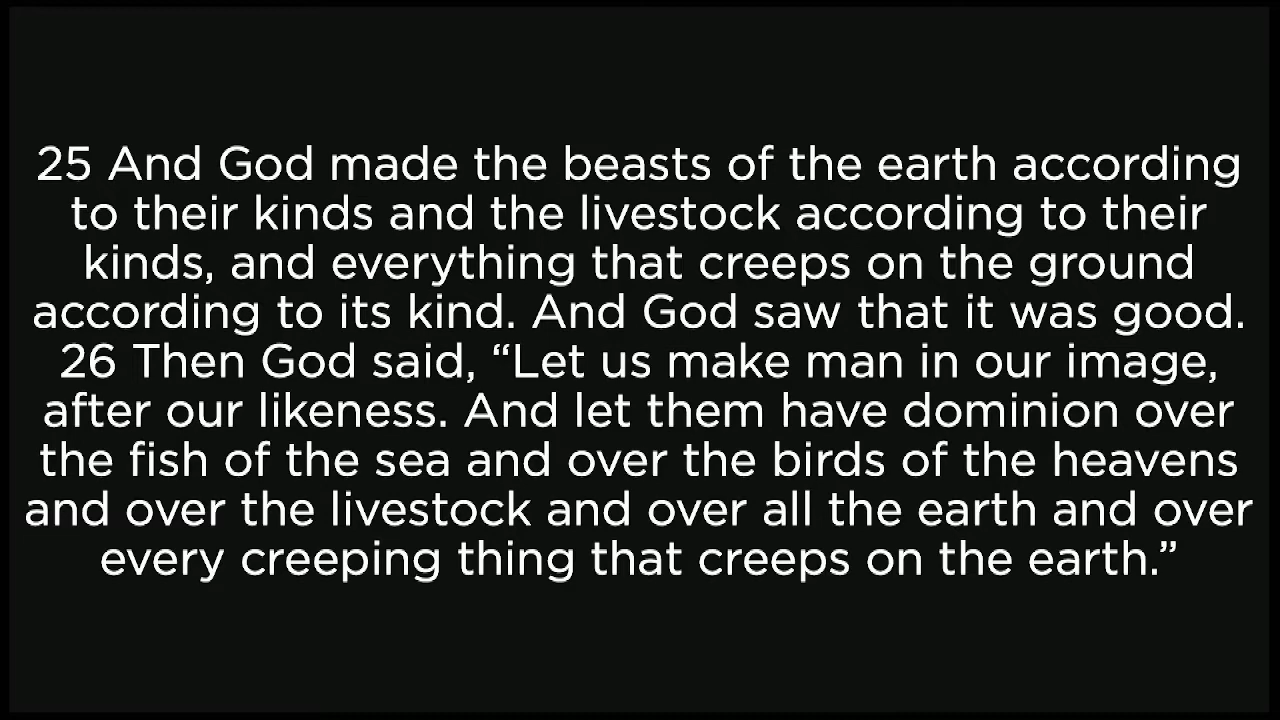 25 And God made the beasts of the earth according
to their kinds and the livestock according to their
kinds, and everything that creeps on the ground
according to its kind. And God saw that it was good.
26 Then God said, “Let us make man in our image,
after our likeness. And let them have dominion over
the fish of the sea and over the birds of the heavens
and over the livestock and over all the earth and over
every creeping thing that creeps on the earth.”